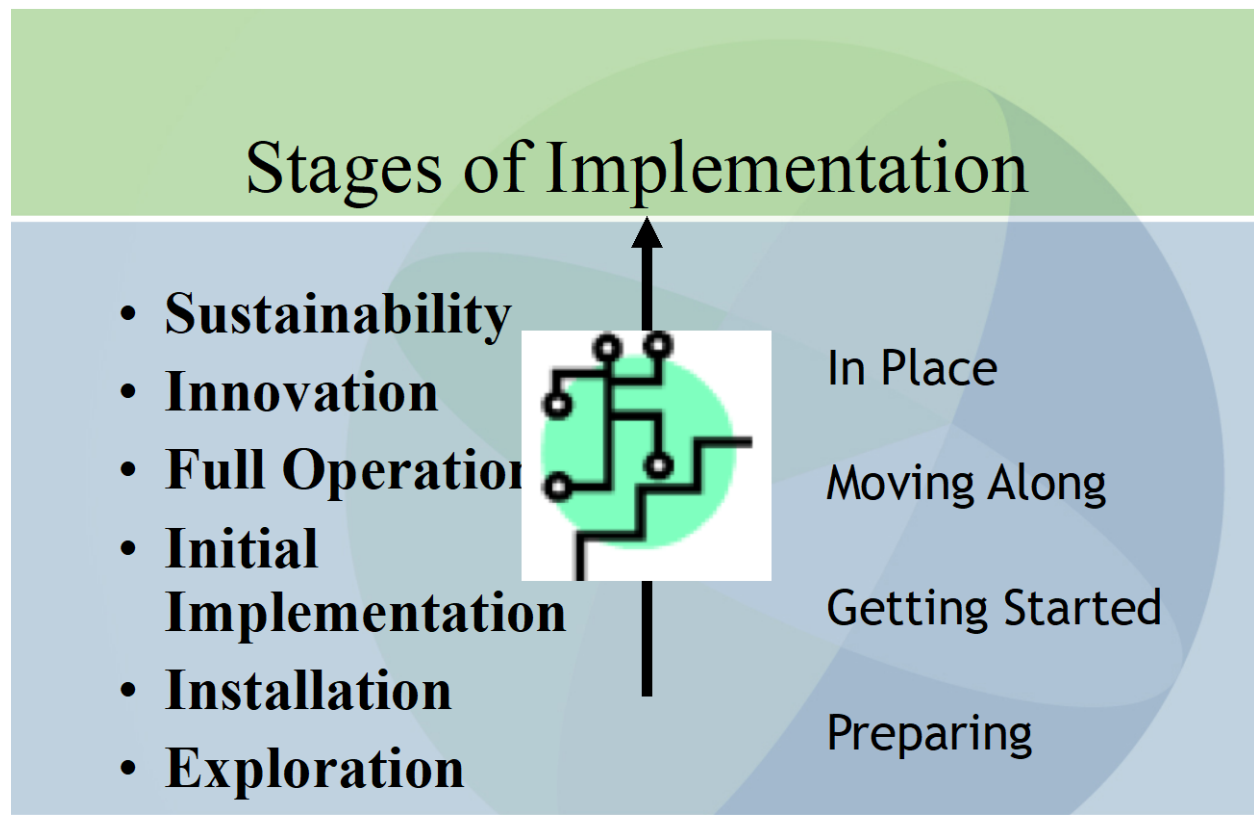 Stages of Implementation
• Sustainability
• Innovation
• Full Operation
• Initial
Implementation
• Installation
• Exploration
In Place
Moving Along
Getting Started
Preparing